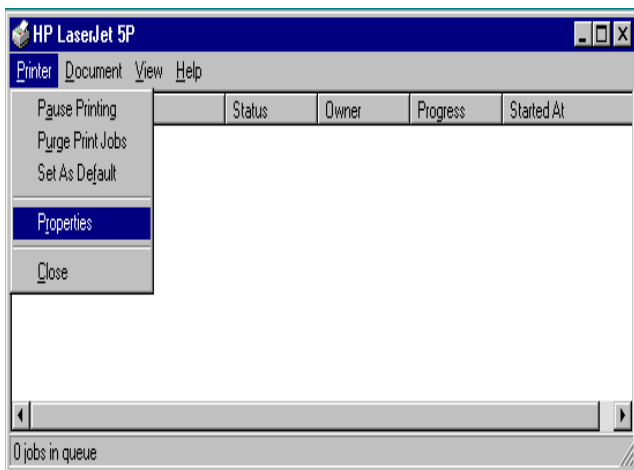 HP LaserJet 5P
Printer Document View Help
Pause Printing
Status Owner Progress Started At
Purge Print Jobs
Set As Default
Properties
Close
0 jobs in queue